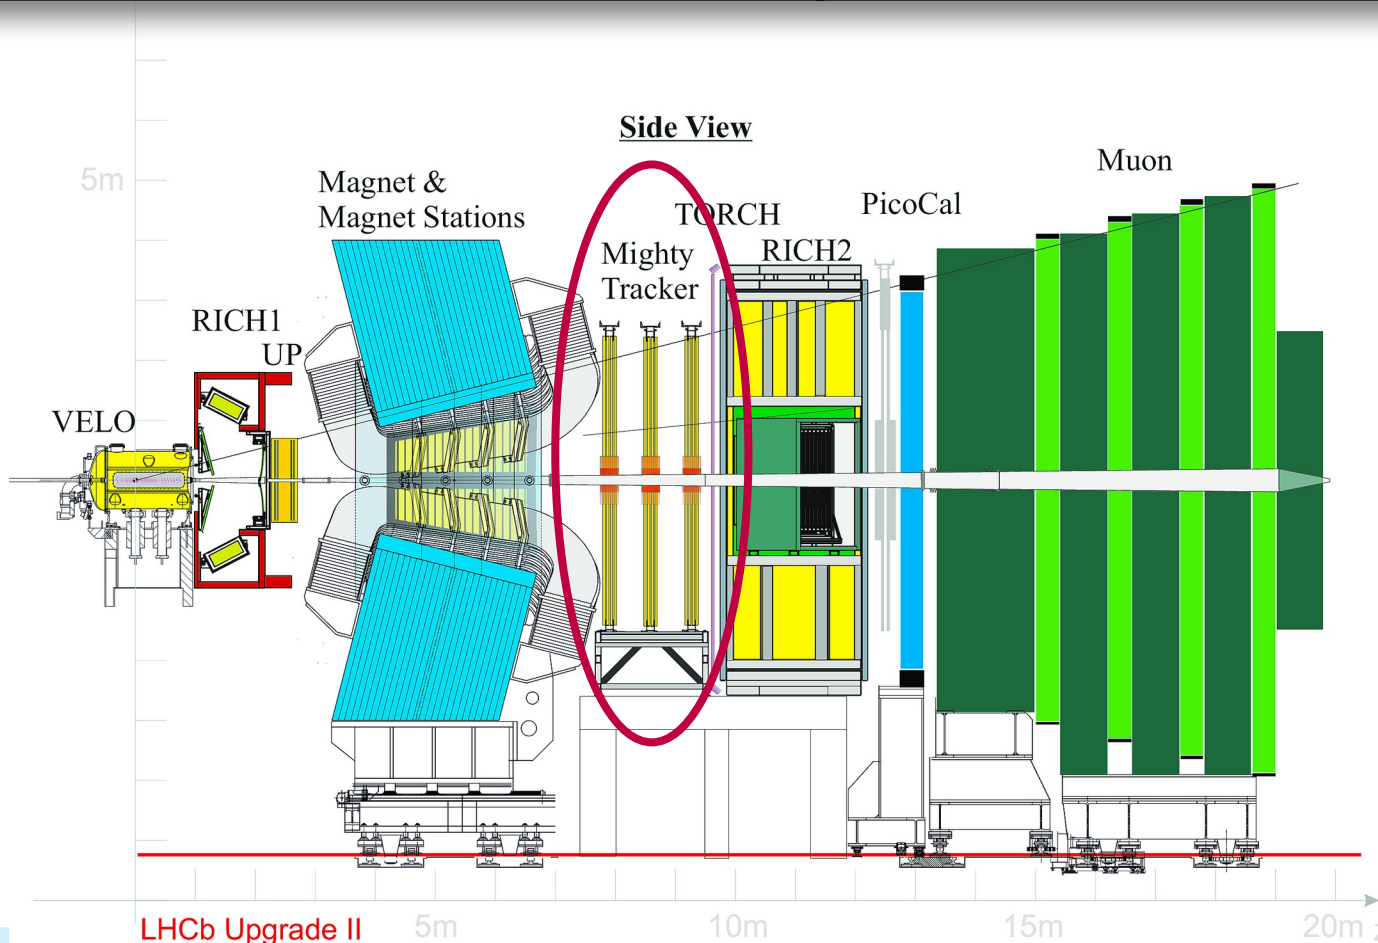 Side View
5m
Magnet &
Magnet Stations
Muon
PicoCal
TORCH
RICH2
Mighty
Tracker
RICH1
UP
VELO
LHCb Upgrade II
5m
10m
15m
20m